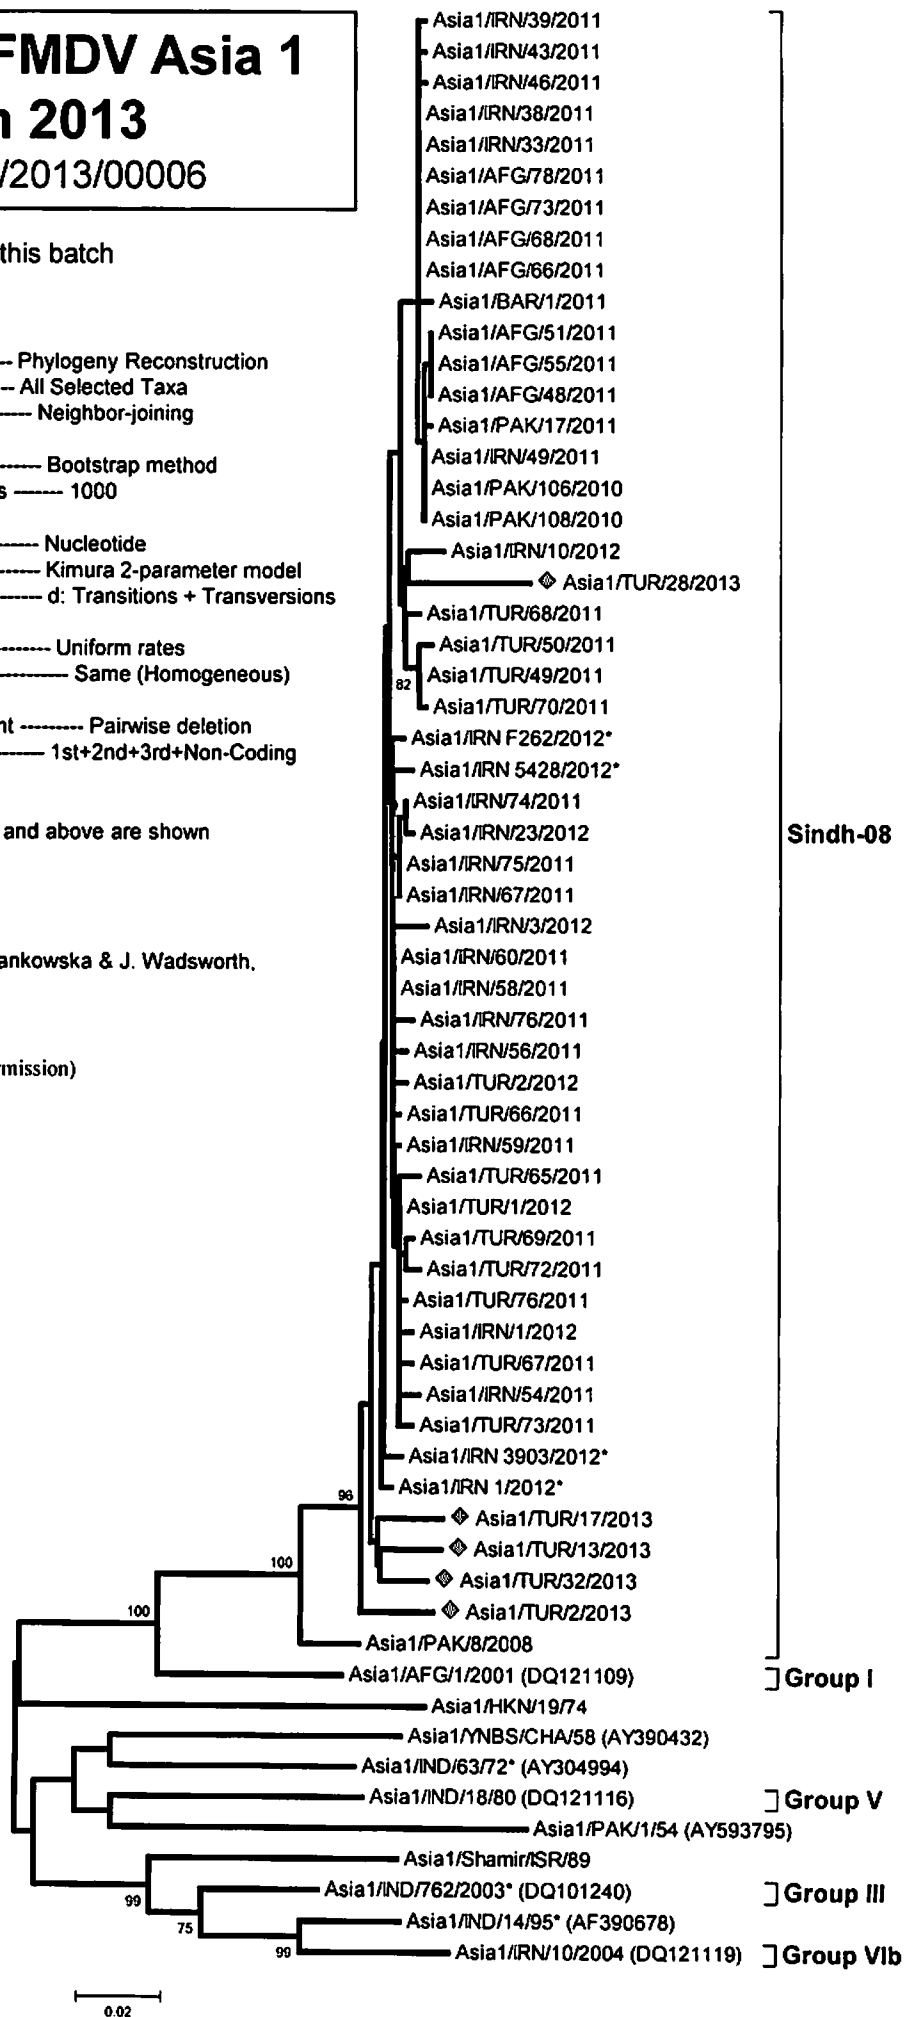 FMDV Asia 1
2013
/2013/00006
this batch
-- Phylogeny Reconstruction
-- All Selected Taxa
----- Neighbor-joining
------- Bootstrap method
s ------- 1000
------- Nucleotide
------- Kimura 2-parameter model
------- d: Transitions + Transversions
-------- Uniform rates
---------- Same (Homogeneous)
nt ---------- Pairwise deletion
------- 1st+2nd+3rd+Non-Coding
and above are shown
ankowska & J. Wadsworth,
rmission)
Asia1/IRN/39/2011
Asia1/IRN/43/2011
Asia1/IRN/46/2011
Asia1/IRN/38/2011
Asia1/IRN/33/2011
Asia1/AFG/78/2011
Asia1/AFG/73/2011
Asia1/AFG/68/2011
Asia1/AFG/66/2011
Asia1/BAR/1/2011
Asia1/AFG/51/2011
Asia1/AFG/55/2011
Asia1/AFG/48/2011
Asia1/PAK/17/2011
Asia1/IRN/49/2011
Asia1/PAK/106/2010
Asia1/PAK/108/2010
Asia1/IRN/10/2012
Asia1/TUR/28/2013
Asia1/TUR/68/2011
Asia1/TUR/50/2011
Asia1/TUR/49/2011
82
Asia1/TUR/70/2011
Asia1/IRN F262/2012*
Asia1/IRN 5428/2012*
Asia1/IRN/74/2011
Asia1/IRN/23/2012
Sindh-08
Asia1/IRN/75/2011
Asia1/IRN/67/2011
Asia1/IRN/3/2012
Asia1/IRN/60/2011
Asia1/IRN/58/2011
Asia1/IRN/76/2011
Asia1/IRN/56/2011
Asia1/TUR/2/2012
Asia1/TUR/66/2011
Asia1/IRN/59/2011
Asia1/TUR/65/2011
Asia1/TUR/1/2012
Asia1/TUR/69/2011
Asia1/TUR/72/2011
Asia1/TUR/76/2011
Asia1/IRN/1/2012
Asia1/TUR/67/2011
Asia1/IRN/54/2011
Asia1/TUR/73/2011
Asia1/IRN 3903/2012*
Asia1/IRN 1/2012*
96
Asia1/TUR/17/2013
Asia1/TUR/13/2013
100
Asia1/TUR/32/2013
100
Asia1/TUR/2/2013
Asia1/PAK/8/2008
Asia1/AFG/1/2001 (DQ121109)
Group I
Asia1/HKN/19/74
Asia1/YNBS/CHA/58 (AY390432)
Asia1/IND/63/72* (AY304994)
Asia1/IND/18/80 (DQ121116)
Group V
Asia1/PAK/1/54 (AY593795)
Asia1/Shamir/ISR/89
99
Asia1/IND/762/2003* (DQ101240)
Group III
75
Asia1/IND/14/95* (AF390678)
99
Asia1/IRN/10/2004 (DQ121119)
Group VIb
0.02